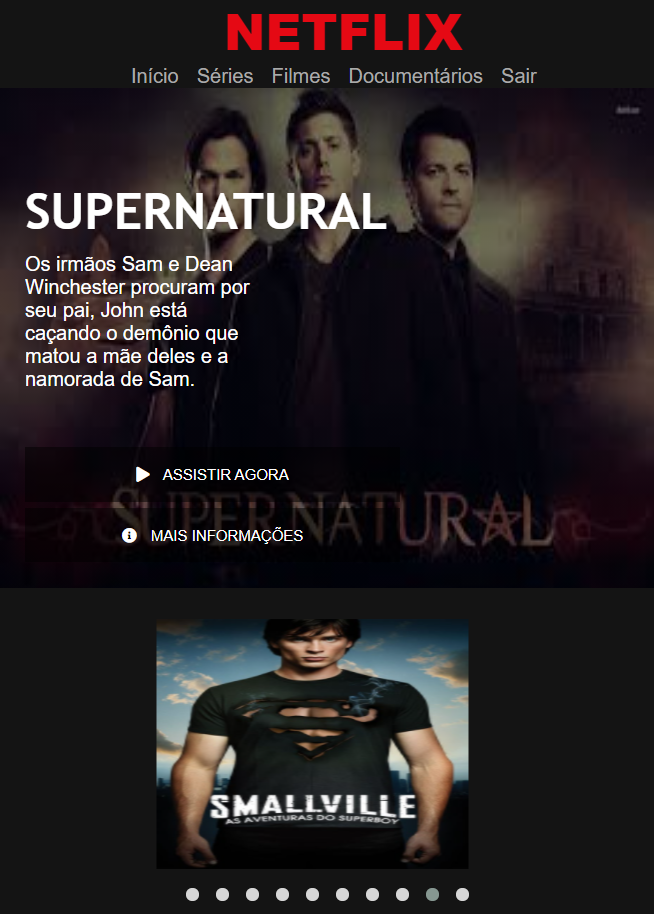 NETFLIX
Início Séries Filmes Documentários Sair
SUPERNATURAL
Os irmãos Sam e Dean
Winchester procuram por
seu pai, John está
caçando o demônio que
matou a mãe deles e a
namorada de Sam.
ASSISTIR AGORA
SUPERNATURAL
MAIS INFORMAÇÕES
SMALLVILLE
AS AVENTURAS DO SUPERBOY